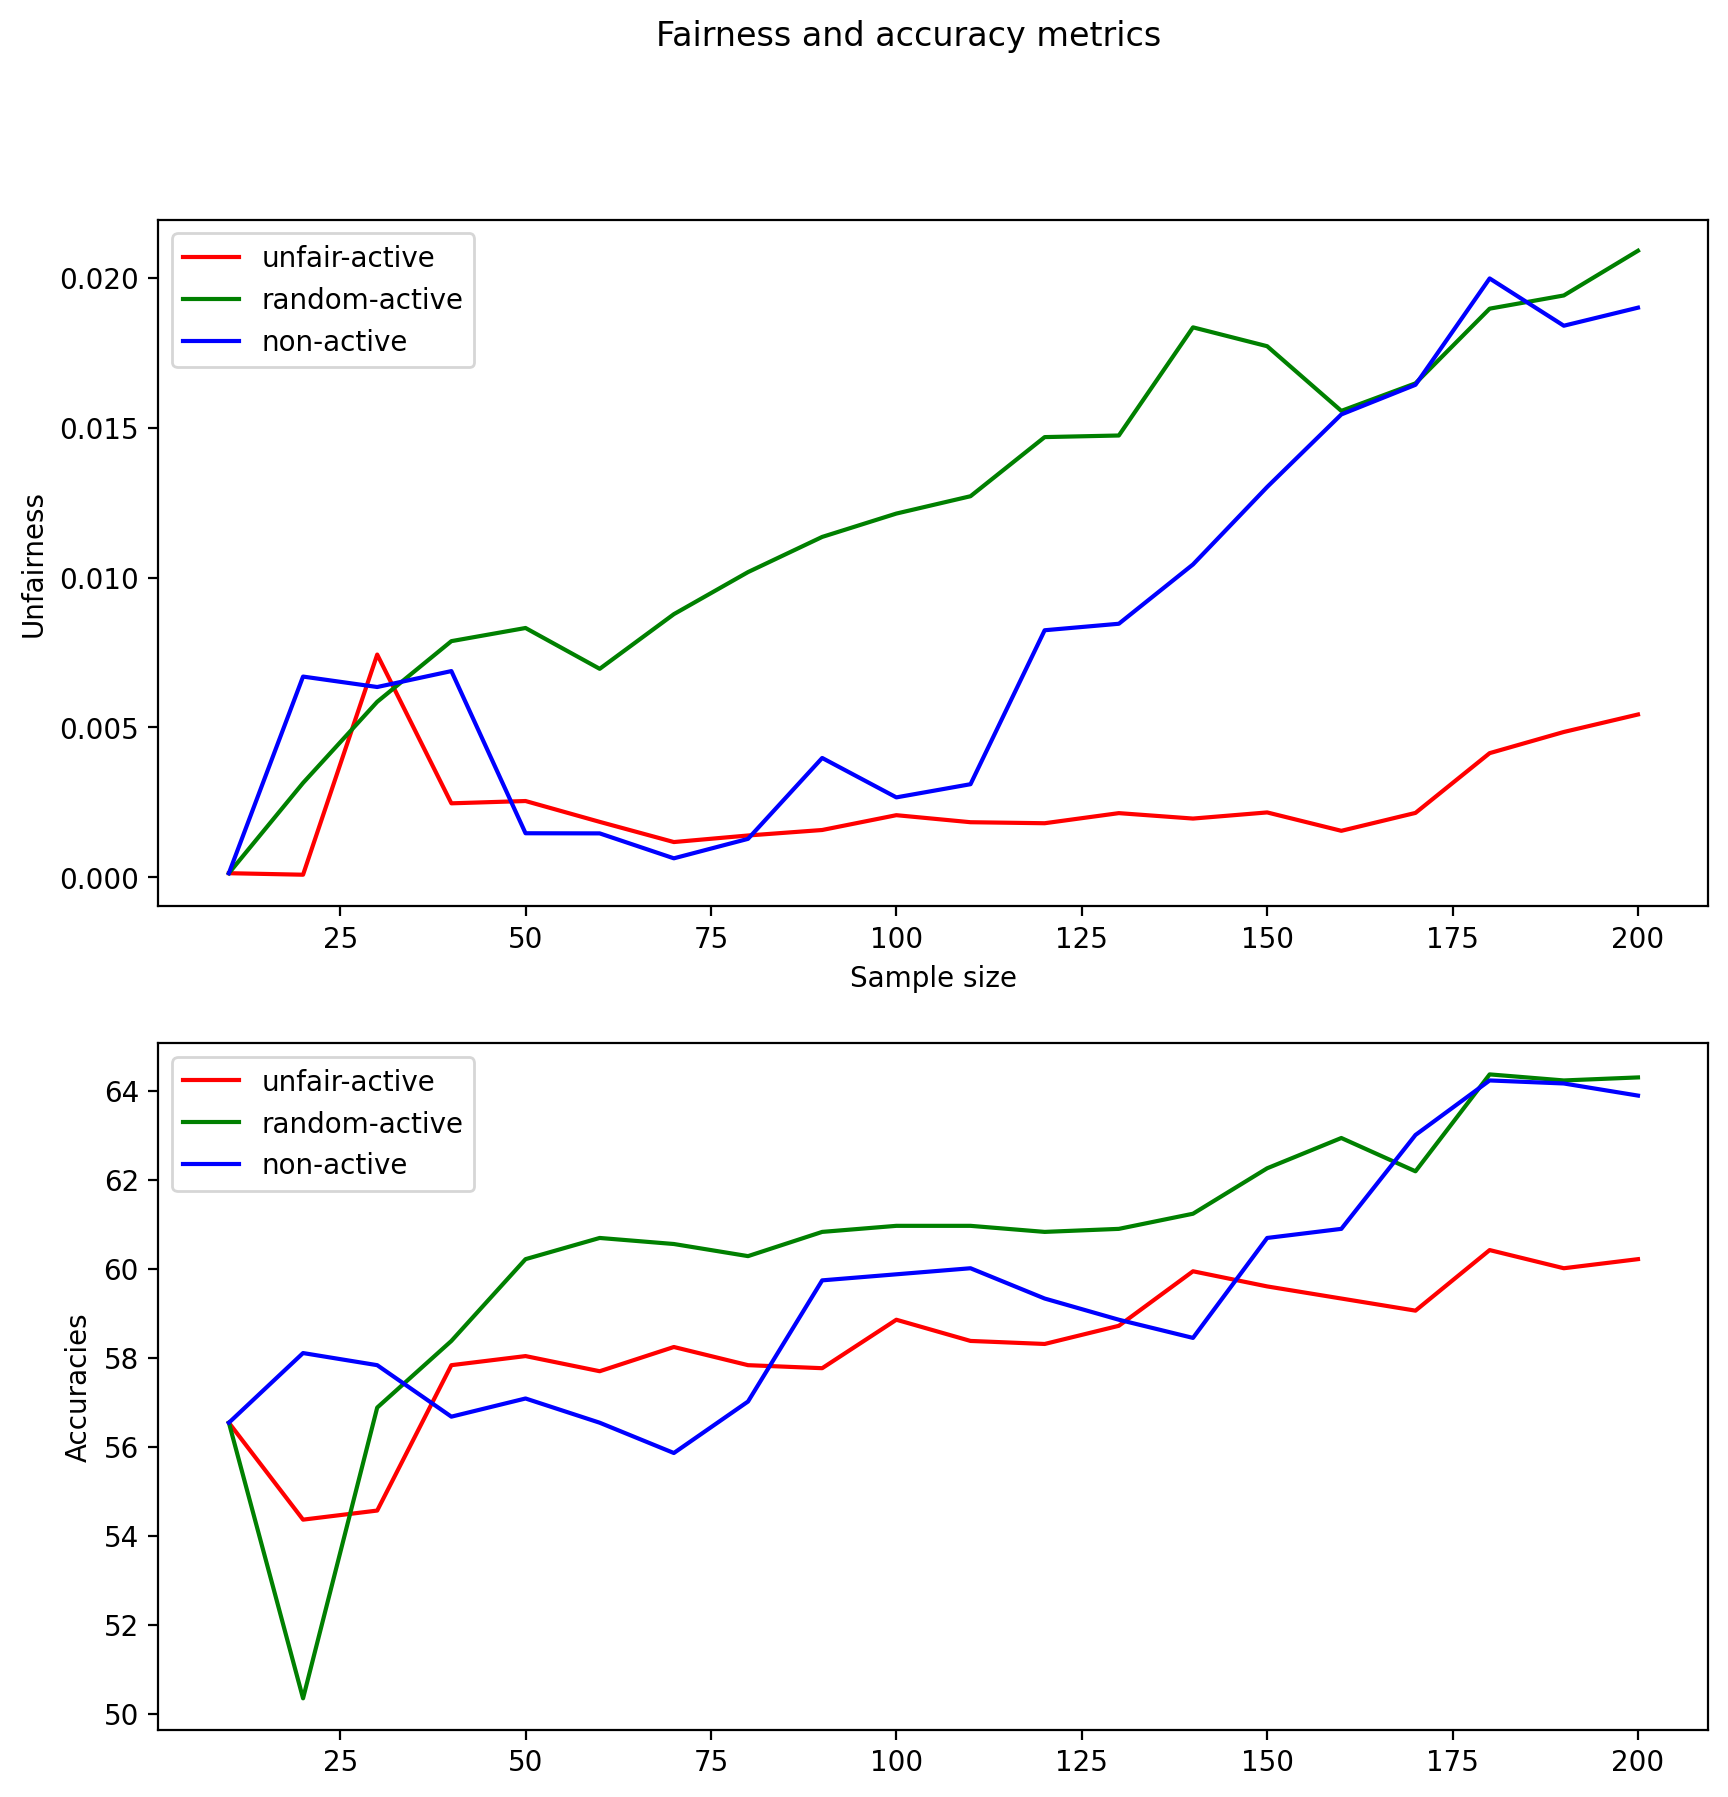 Fairness and accuracy metrics
unfair-active
random-active
non-active
0.020
0.015
0.010
0.005
0.000
Unfairness
25 50 75 100 125 150 175 200
Sample size
unfair-active
random-active
non-active
64
62
60
58
56
54
52
50
Accuracies
25 50 75 100 125 150 175 200